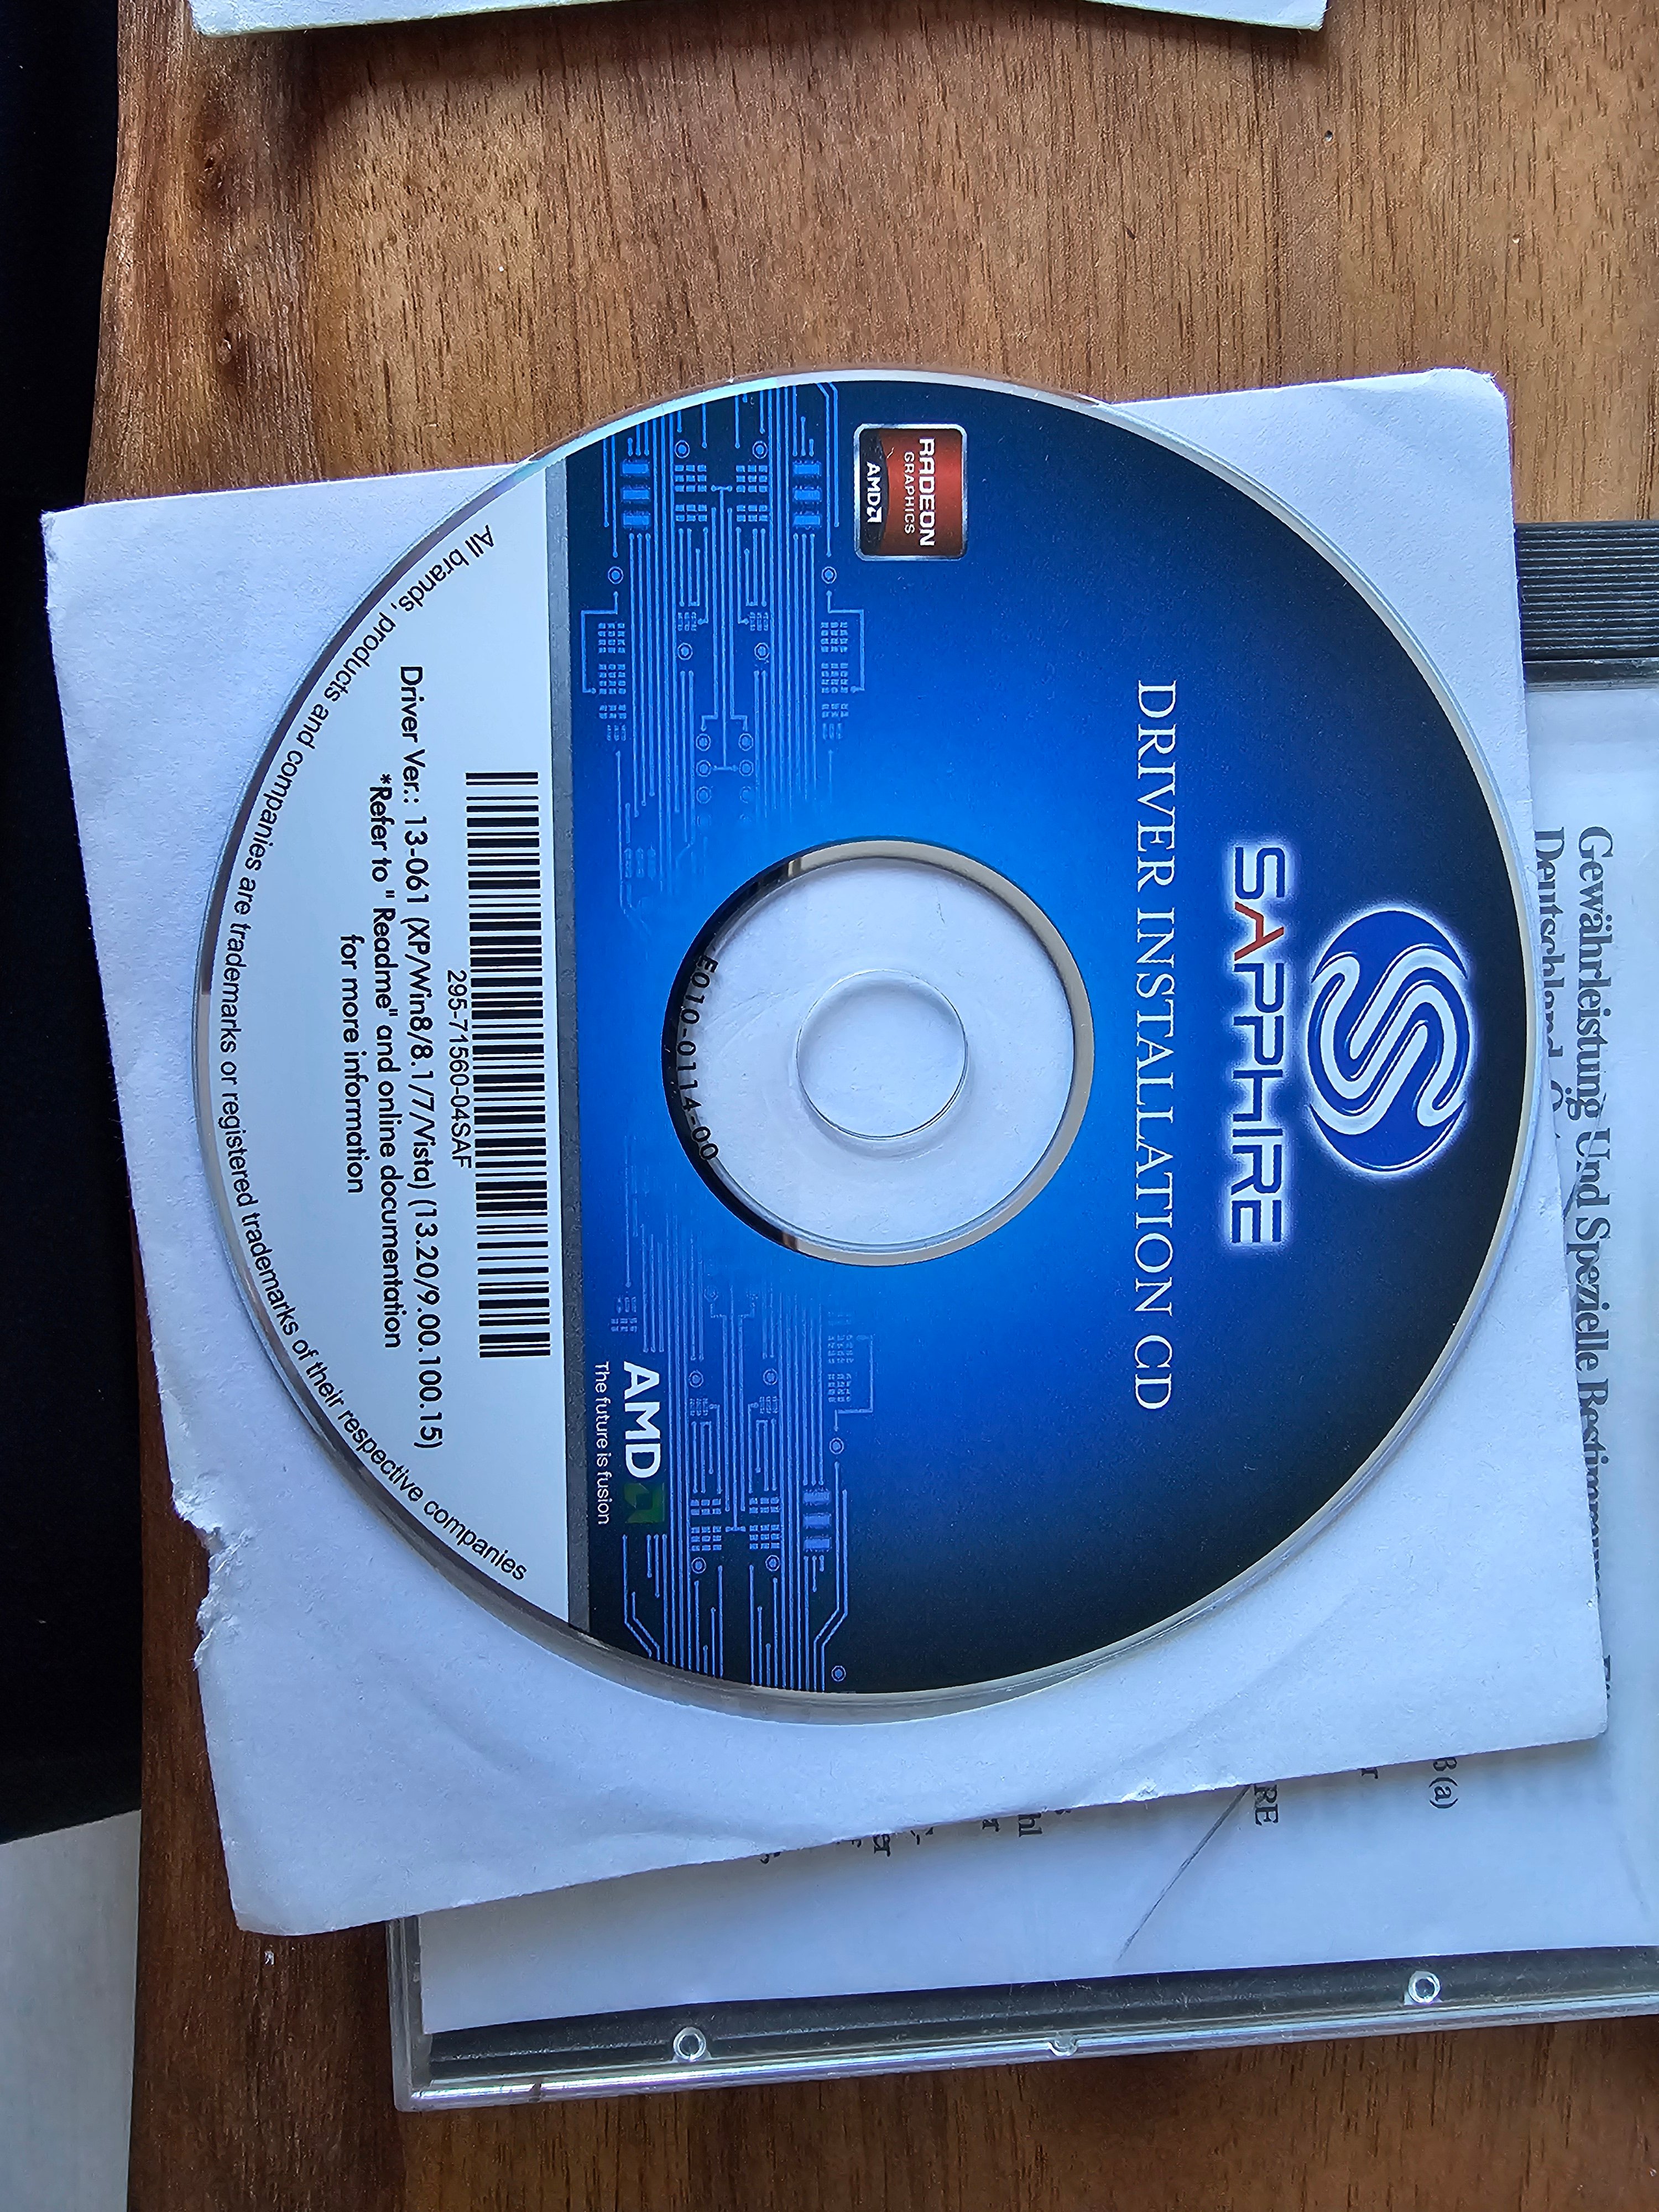 SAPPHIRE
DRIVER INSTALLATION CD
RADEON
GRAPHICS
AMD
E010-0114-00
AMD
The future is fusion
295-71560-04SAF
Driver Ver.: 13-061 (XP/Win8/8.1/7/Vista) (13.20/9.00.100.15)
*Refer to " Readme" and online documentation
for more information
All brands, products and companies are trademarks or registered trademarks of their respective companies
Gewährleistung Und Spezielle
Deutschland
3 (a)
RE